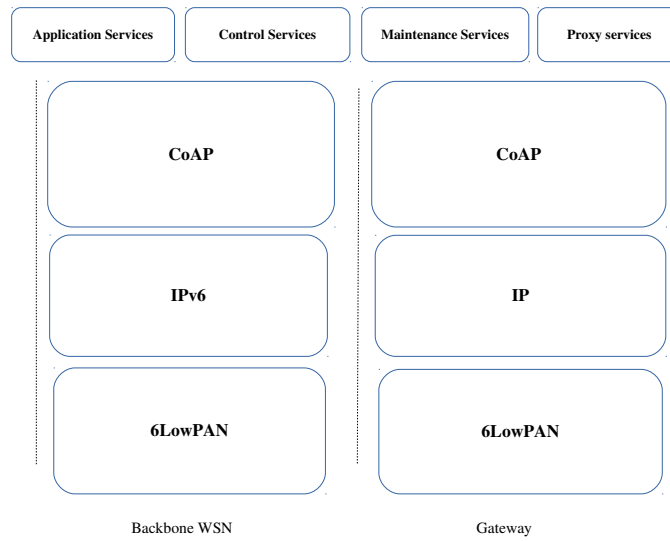 Application Services
Control Services
Maintenance Services
Proxy services
CoAP
CoAP
IPv6
IP
6LowPAN
6LowPAN
Backbone WSN
Gateway